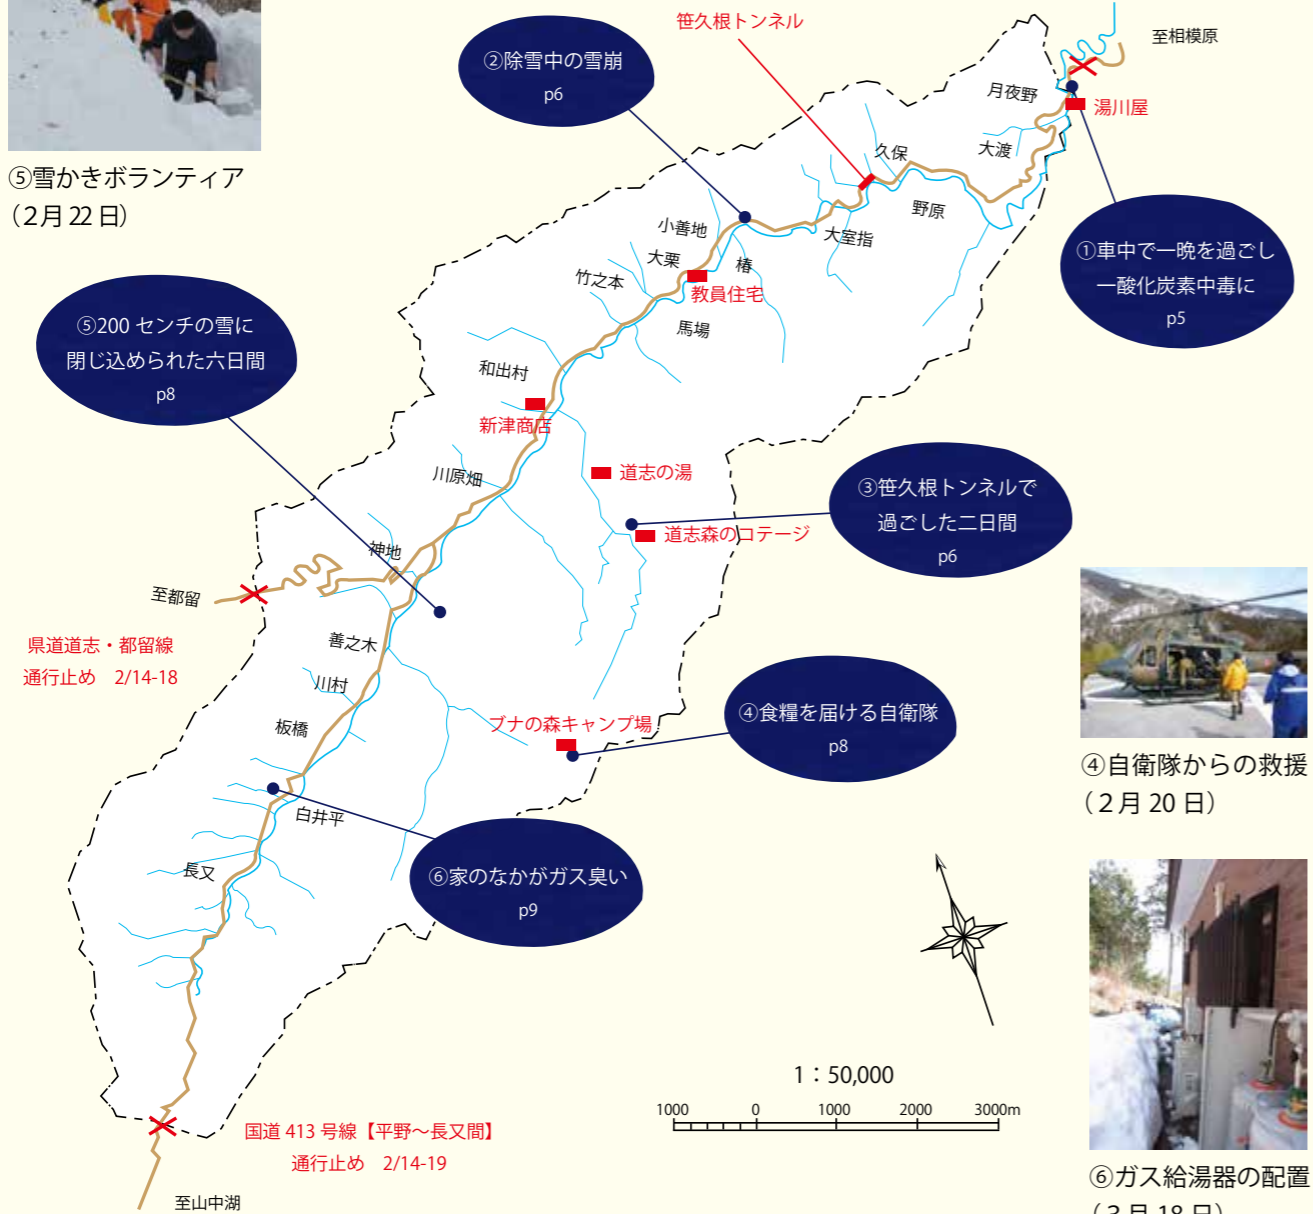 笹久根トンネル
至相模原
②除雪中の雪崩
p6
月夜野
湯川屋
久保
大渡
野原
⑤雪かきボランティア
（2月22日）
小善地
大室指
①車中で一晩を過ごし
一酸化炭素中毒に
p5
大栗
椿
竹之本
教員住宅
馬場
⑤200 センチの雪に
閉じ込められた六日間
p8
和出村
新津商店
川原畑
道志の湯
③笹久根トンネルで
過ごした二日間
p6
道志森のコテージ
神地
至都留
県道道志・都留線
通行止め 2/14-18
善之木
川村
板橋
ブナの森キャンプ場
④食糧を届ける自衛隊
p8
④自衛隊からの救援
（2月 20 日）
白井平
長又
⑥家のなかがガス臭い
p9
1：50,000
1000 0 1000 2000 3000m
国道 413 号線【平野～長又間】
通行止め 2/14-19
至山中湖
⑥ガス給湯器の配置
（3月 18 日）